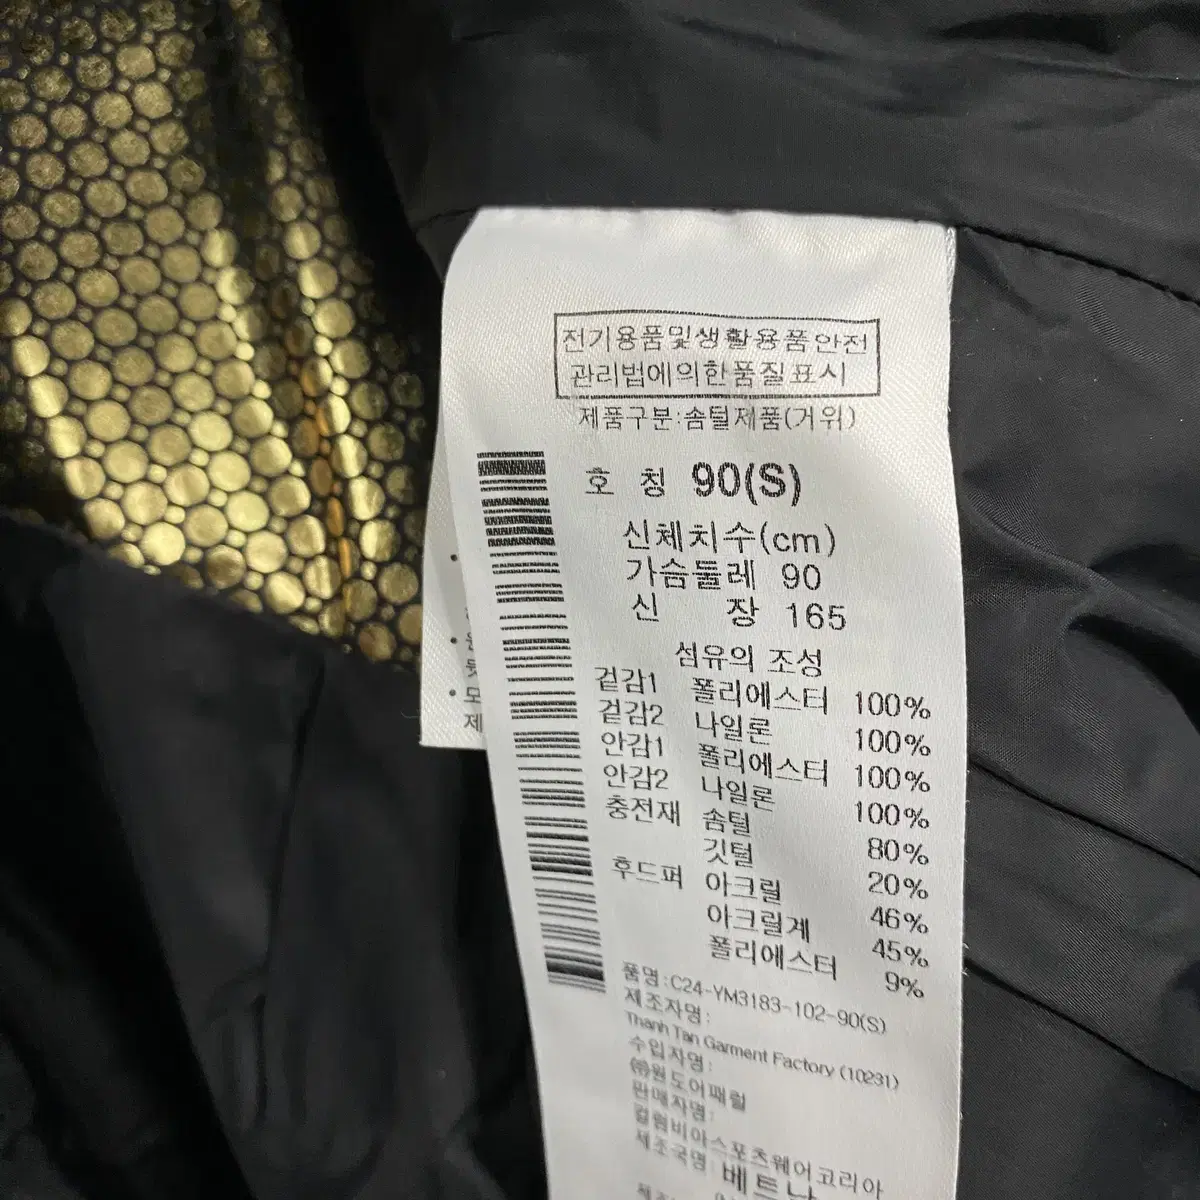 전기용품및생활용품안전
관리법에의한품질표시
제품구분:솜털제품(거위)
호 칭 90(S)
신체치수(cm)
가슴둘레 90
신 장 165
섬유의 조성
겉감1 폴리에스터 100%
겉감2 나일론 100%
안감1 폴리에스터 100%
안감2 나일론 100%
충전재 솜털 80%
깃털 20%
후드퍼 아크릴 46%
아크릴계 45%
폴리에스터 9%
품명:C24-YM3183-102-90(S)
제조자명:
Thanh Tan Garment Factory (10231)
수입자명:
㈜원도어패럴
판매자명:
컬럼비아스포츠웨어코리아
제조국명: 베트남